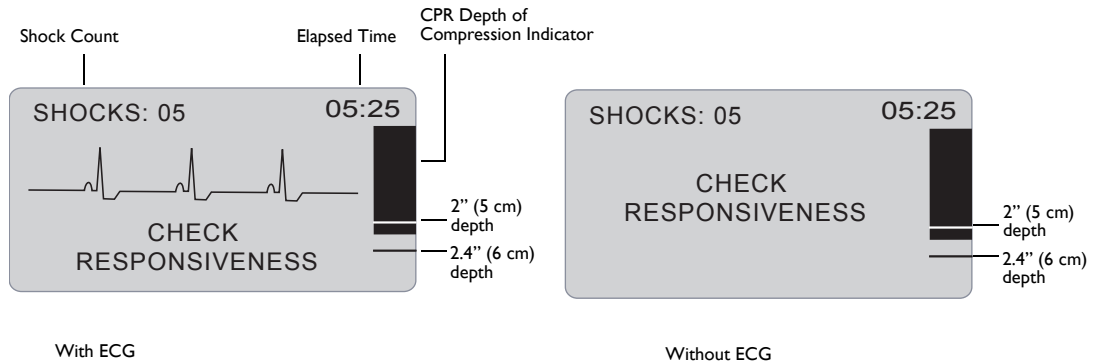 Shock Count
Elapsed Time
CPR Depth of
Compression Indicator
SHOCKS: 05
05:25
CHECK
RESPONSIVENESS
2” (5 cm)
depth
2.4” (6 cm)
depth
With ECG
SHOCKS: 05
05:25
CHECK
RESPONSIVENESS
2” (5 cm)
depth
2.4” (6 cm)
depth
Without ECG